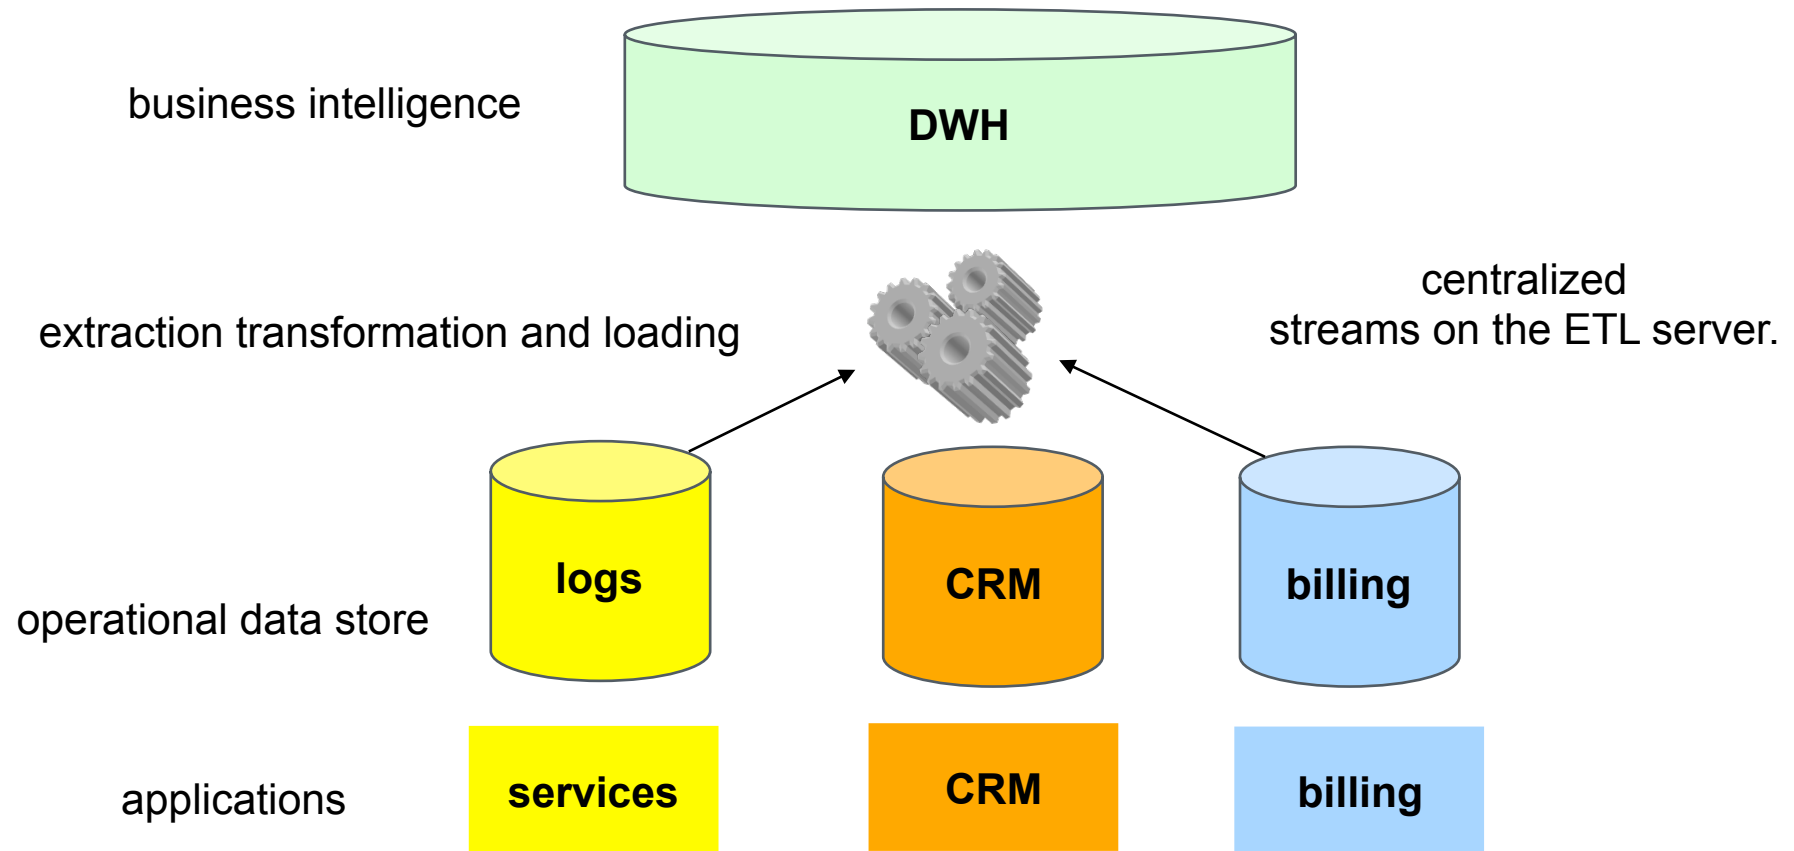 business intelligence
DWH
extraction transformation and loading
centralized
streams on the ETL server.
operational data store
logs
CRM
billing
applications
services
CRM
billing